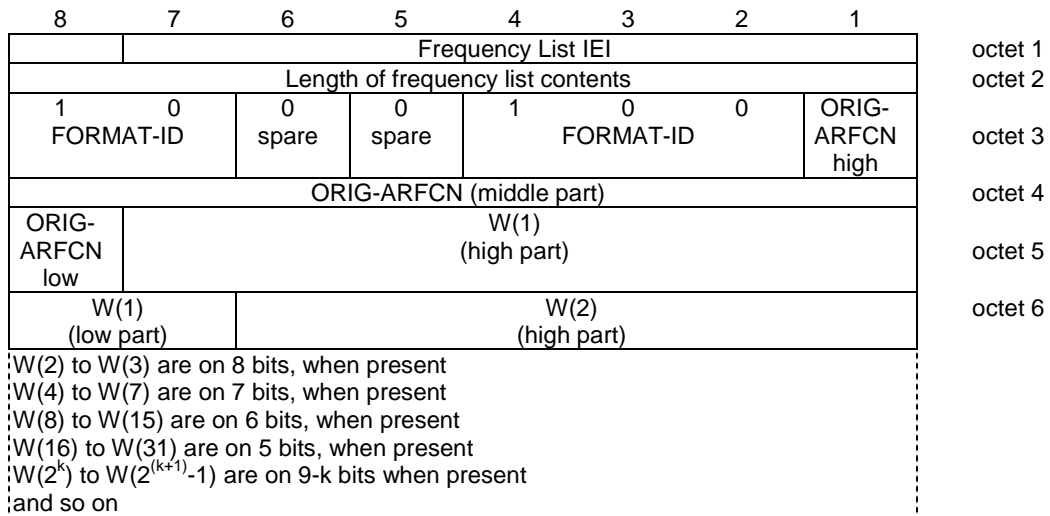 8 7 6 5 4 3 2 1
Frequency List IEI octet 1
Length of frequency list contents octet 2
1 0 0 0 1 0 0 ORIG-
FORMAT-ID spare spare FORMAT-ID ARFCN octet 3
high
ORIG-ARFCN (middle part) octet 4
ORIG- W(1)
ARFCN (high part) octet 5
low
W(1) W(2) octet 6
(low part) (high part)
W(2) to W(3) are on 8 bits, when present
W(4) to W(7) are on 7 bits, when present
W(8) to W(15) are on 6 bits, when present
W(16) to W(31) are on 5 bits, when present
W(2^k) to W(2^(k+1)-1) are on 9-k bits when present
and so on